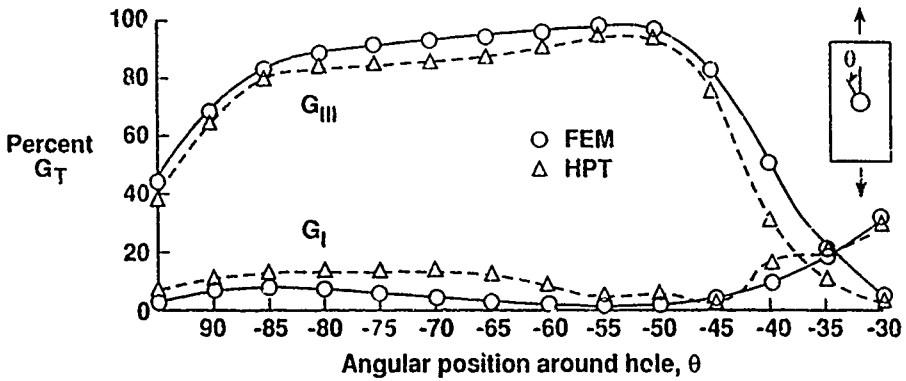 100
80
60
40
20
0
Percent
G_T
G_III
G_I
FEM
HPT
θ
90 -85 -80 -75 -70 -65 -60 -55 -50 -45 -40 -35 -30
Angular position around hole, θ